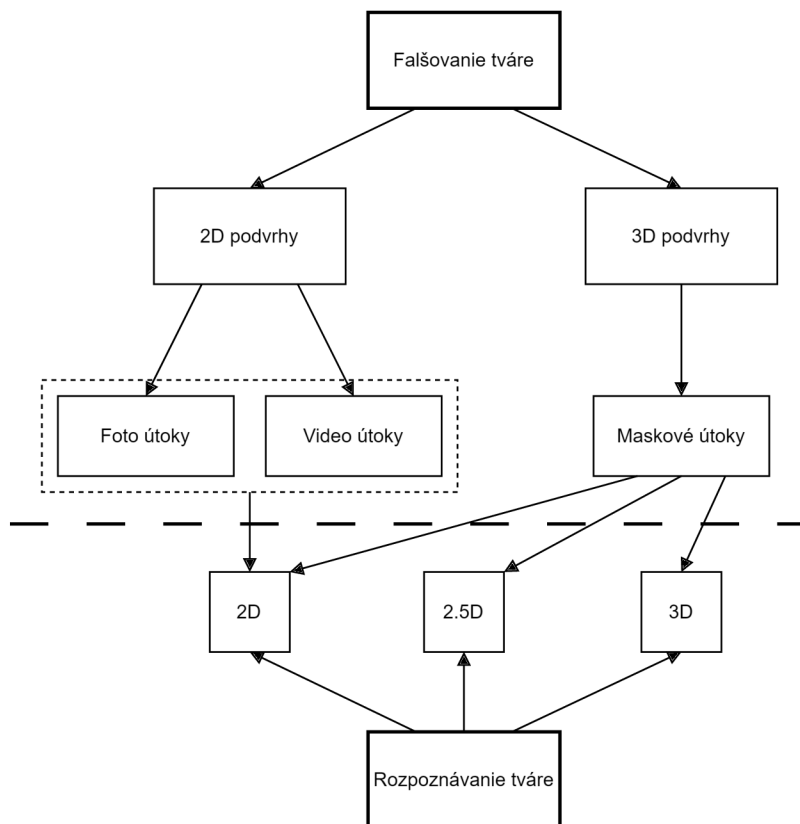 Falšovanie tváre
2D podvrhy
3D podvrhy
Foto útoky
Video útoky
Maskové útoky
2D
2.5D
3D
Rozpoznávanie tváre